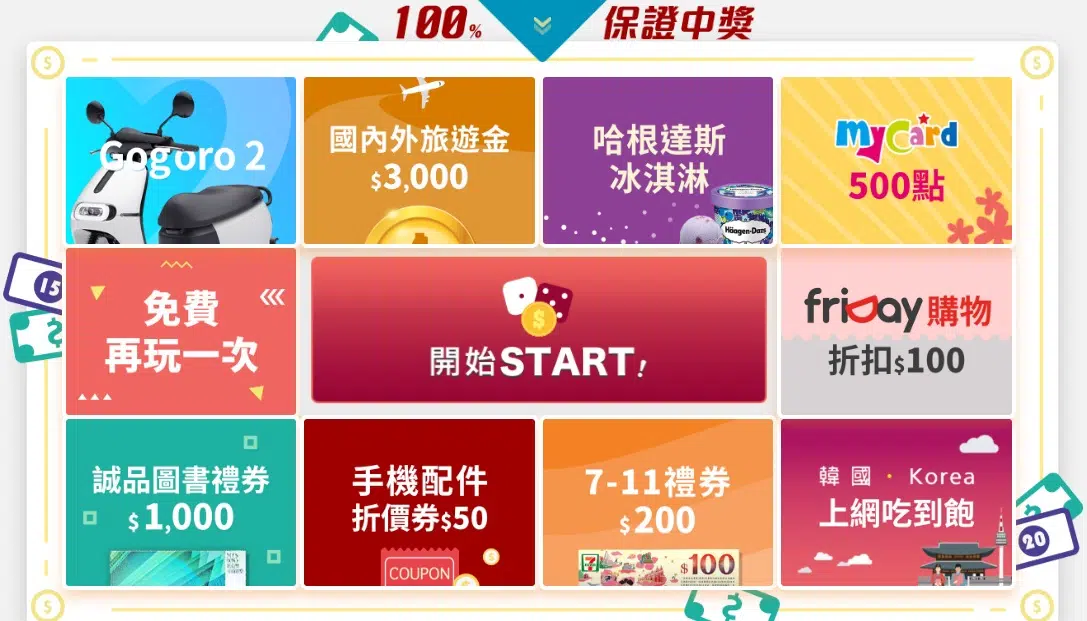 100% 保證中獎
Gogoro 2
國內外旅遊金
$3,000
哈根達斯
冰淇淋
Häagen-Dazs
MyCard
500點
15
免費
再玩一次
$
開始START!
friDay購物
折扣$100
誠品圖書禮券
$1,000
手機配件
折價券$50
COUPON
7-11禮券
$200
$100
韓國·Korea
上網吃到飽
20